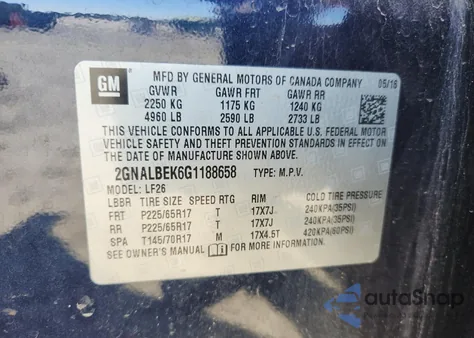 GM
MFD BY GENERAL MOTORS OF CANADA COMPANY 05/16
GVWR GAWR FRT GAWR RR
2250 KG 1175 KG 1240 KG
4960 LB 2590 LB 2733 LB
THIS VEHICLE CONFORMS TO ALL APPLICABLE U.S. FEDERAL MOTOR
VEHICLE SAFETY AND THEFT PREVENTION STANDARDS IN EFFECT ON
THE DATE OF MANUFACTURE SHOWN ABOVE.
2GNALBEK6G1188658 TYPE: M.P.V.
MODEL: LF26
LBBR TIRE SIZE SPEED RTG RIM COLD TIRE PRESSURE
FRT P225/65R17 T 17X7J 240KPA(35PSI)
RR P225/65R17 T 17X7J 240KPA(35PSI)
SPA T145/70R17 M 17X4.5T 420KPA(60PSI)
SEE OWNER'S MANUAL FOR MORE INFORMATION.
autaShop